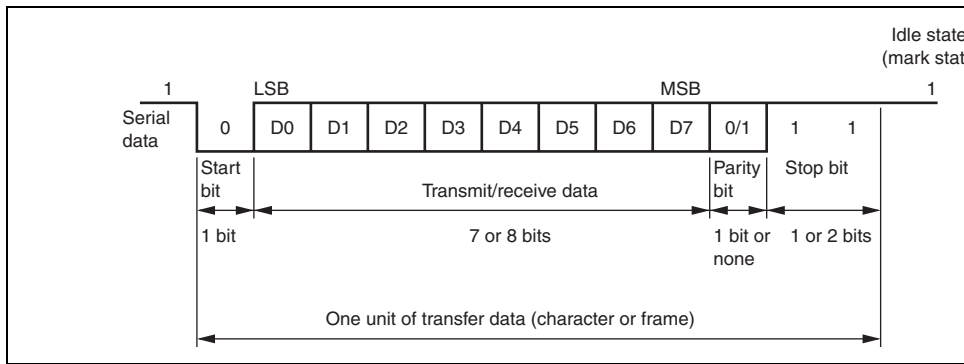 Idle state
(mark stat
1 LSB MSB 1
Serial data
0 D0 D1 D2 D3 D4 D5 D6 D7 0/1 1 1
Start bit
Transmit/receive data
Parity bit
Stop bit
1 bit
7 or 8 bits
1 bit or none
1 or 2 bits
One unit of transfer data (character or frame)